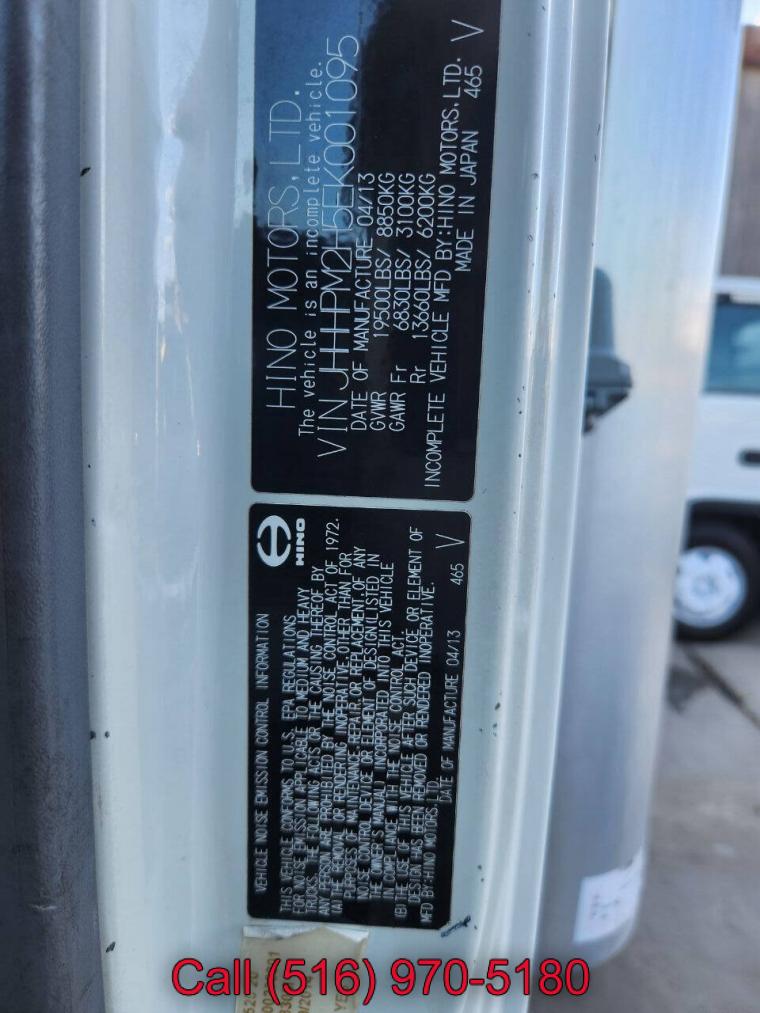 HINO MOTORS, LTD.
The vehicle is an incomplete vehicle.
VIN JHHHPM2H5EK001095
DATE OF MANUFACTURE 04/13
GVWR 19500LBS/ 8850KG
GAWR Fr 6830LBS/ 3100KG
Rr 13660LBS/ 6200KG
INCOMPLETE VEHICLE MFD BY:HINO MOTORS,LTD.
MADE IN JAPAN 465 V
HINO
VEHICLE NOISE EMISSION CONTROL INFORMATION
THIS VEHICLE CONFORMS TO U.S. EPA REGULATIONS
FOR NOISE EMISSION APPLICABLE TO MEDIUM AND HEAVY
TRUCKS. THE FOLLOWING ACTS OR THE CAUSING THEREOF BY
ANY PERSON ARE PROHIBITED BY THE NOISE CONTROL ACT OF 1972.
(A) THE REMOVAL OR RENDERING INOPERATIVE,OTHER THAN FOR
PURPOSES OF MAINTENANCE,REPAIR,OR REPLACEMENT,OF ANY
NOISE CONTROL DEVICE OR ELEMENT OF DESIGN(LISTED IN
THE OWNER'S MANUAL) INCORPORATED INTO THIS VEHICLE
IN COMPLIANCE WITH THE NOISE CONTROL ACT.
(B) THE USE OF THIS VEHICLE AFTER SUCH DEVICE OR ELEMENT OF
DESIGN HAS BEEN REMOVED OR RENDERED INOPERATIVE.
MFD BY:HINO MOTORS,LTD.
DATE OF MANUFACTURE 04/13 465 V
Call (516) 970-5180